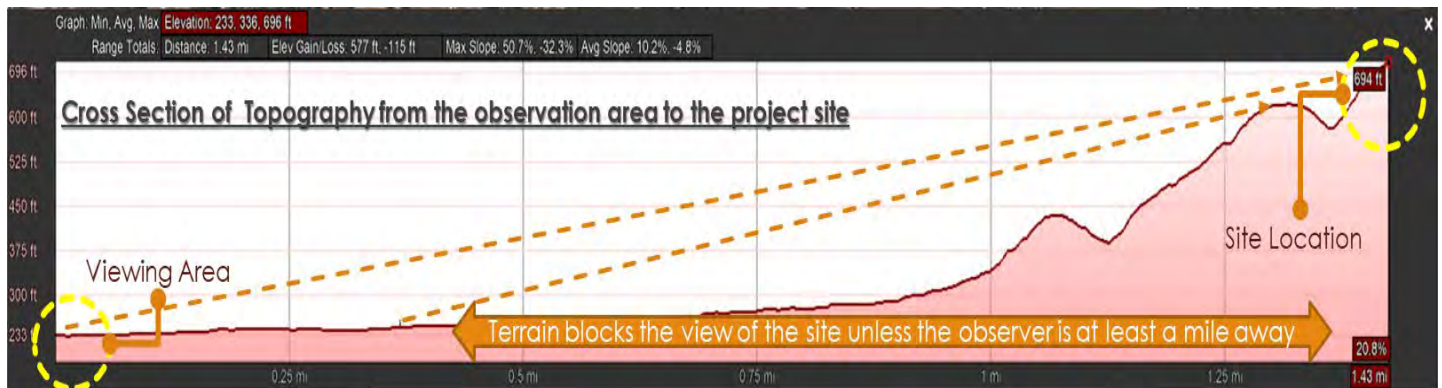 Graph: Min, Avg, Max Elevation: 233, 336, 696 ft
Range Totals: Distance: 1.43 mi Elev Gain/Loss: 577 ft, -115 ft Max Slope: 50.7%, -32.3% Avg Slope: 10.2%, -4.8%
x
696 ft
694 ft
Cross Section of Topography from the observation area to the project site
600 ft
525 ft
450 ft
375 ft
Site Location
Viewing Area
300 ft
233
Terrain blocks the view of the site unless the observer is at least a mile away
20.8%
0.25 mi 0.5 mi 0.75 mi 1 mi 1.25 mi 1.43 mi